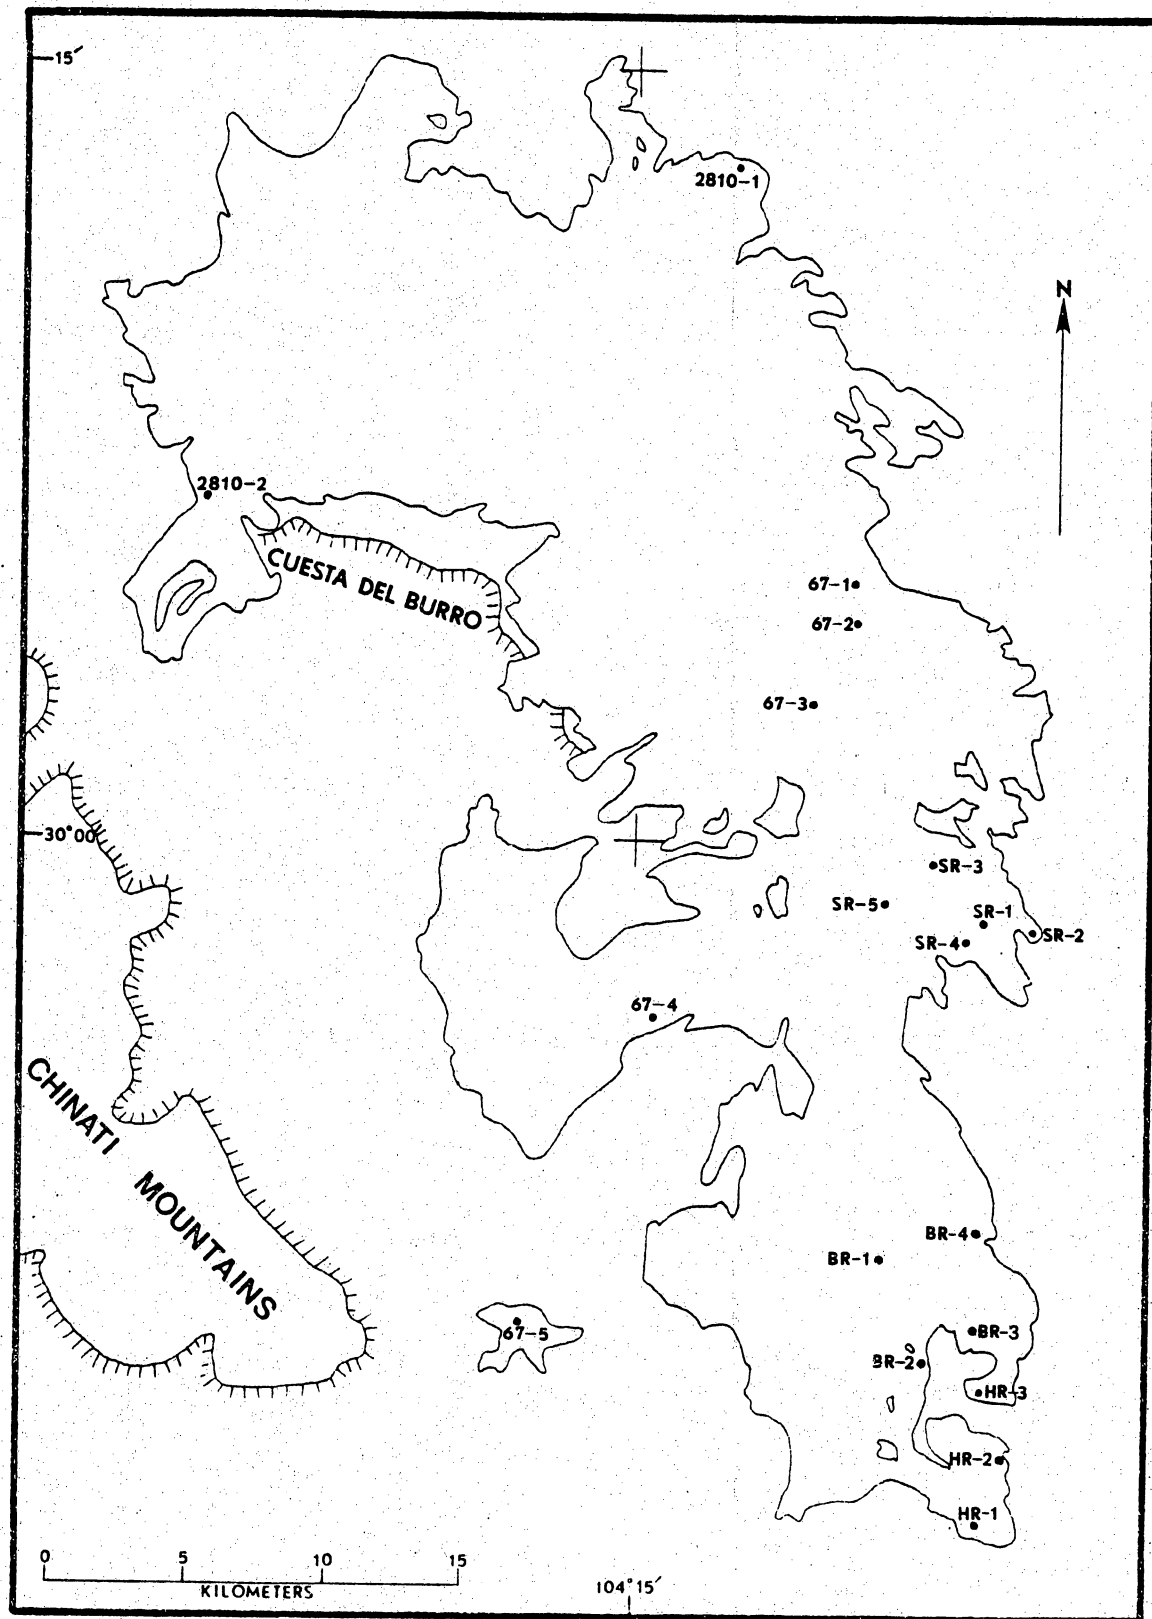 15′
2810-1
N
2810-2
CUESTA DEL BURRO
67-1
67-2
67-3
30°00′
SR-3
SR-5
SR-1
SR-2
SR-4
67-4
CHINATI MOUNTAINS
BR-4
BR-1
67-5
BR-3
BR-2
HR-3
HR-2
HR-1
0 5 10 15
KILOMETERS
104°15′